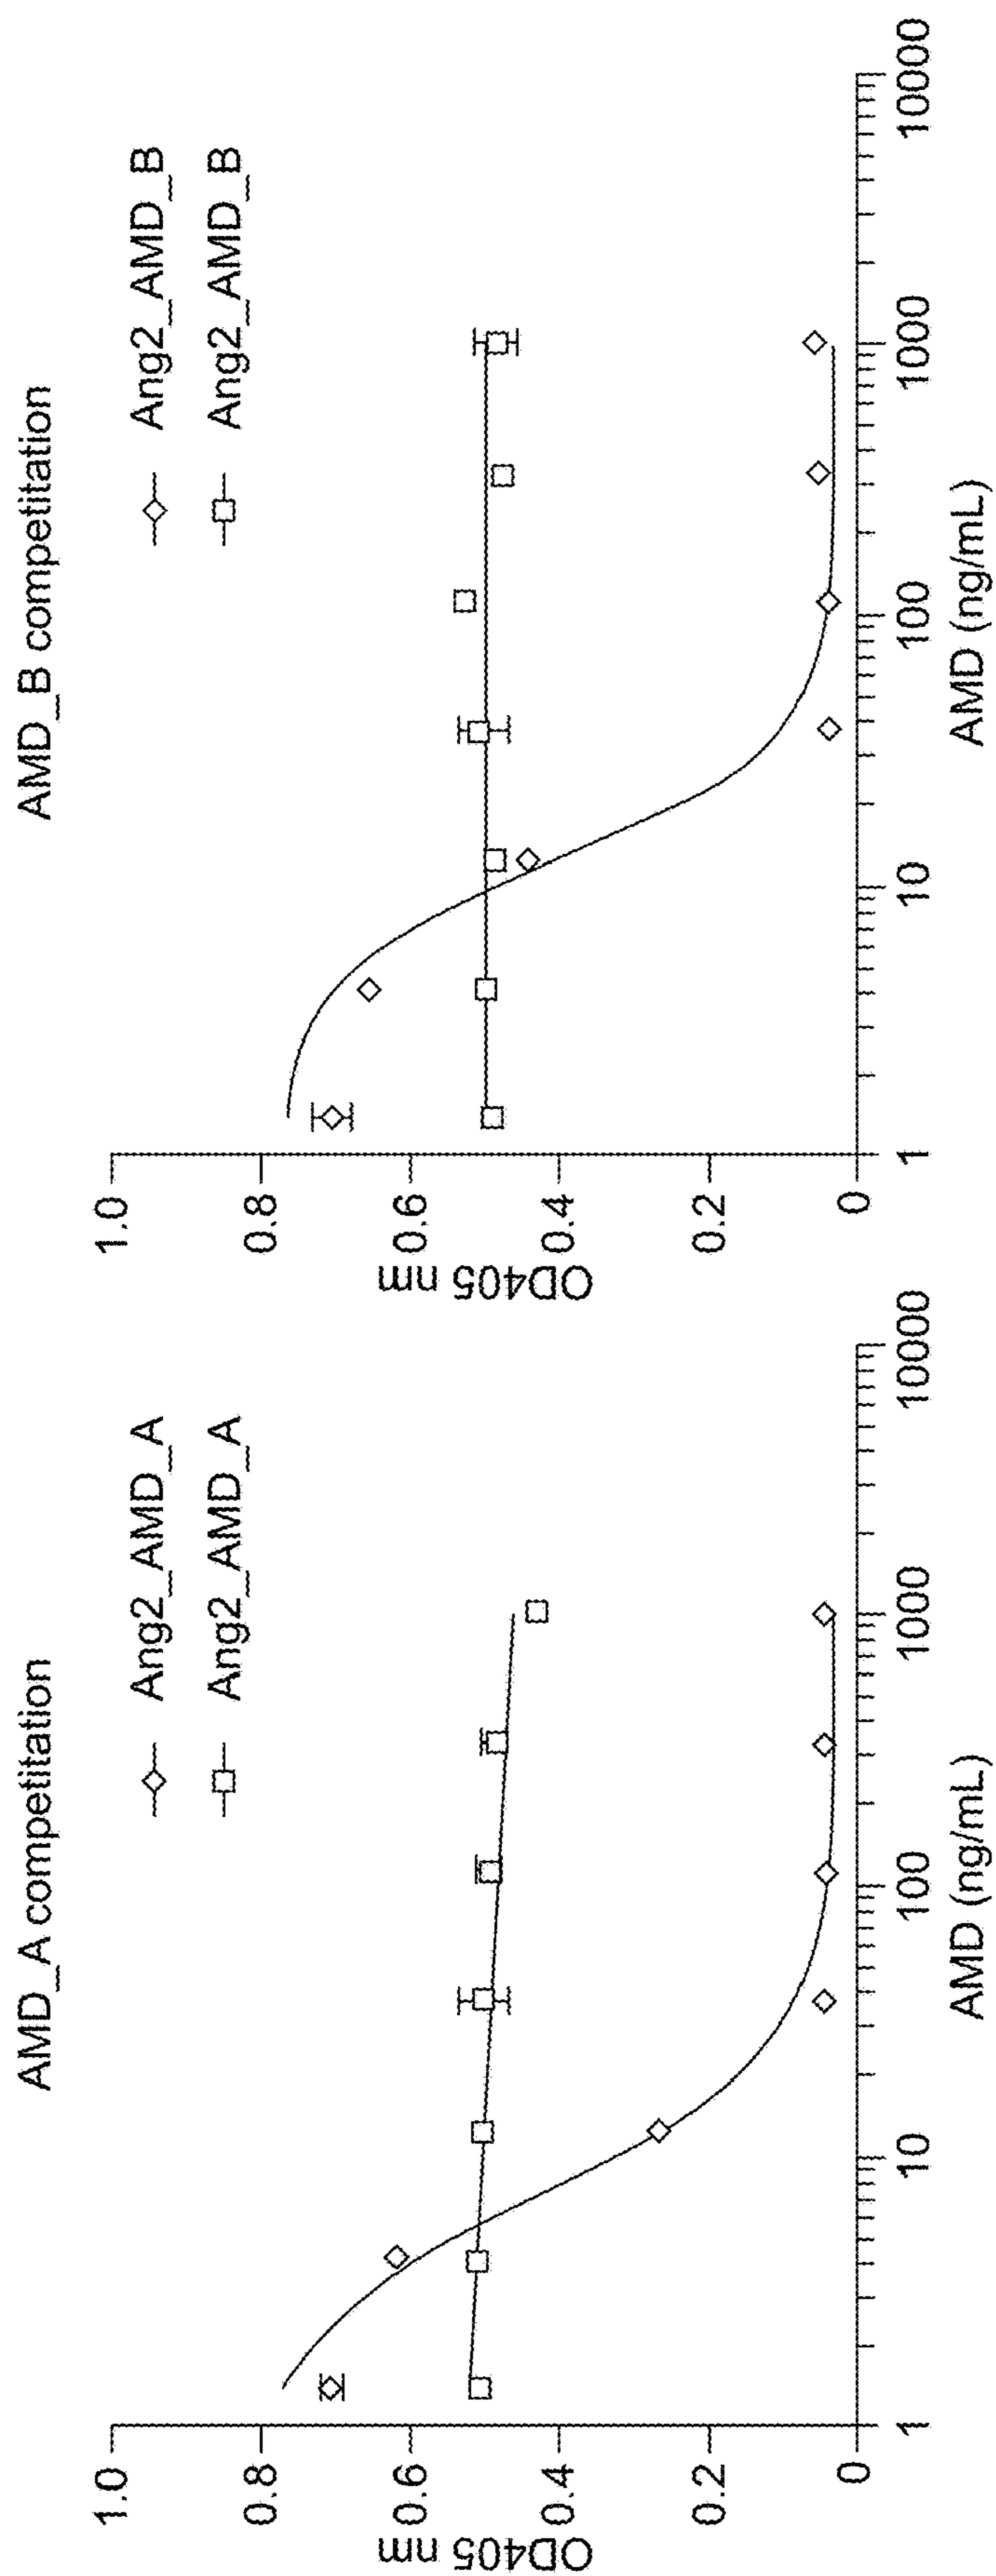 AMD_A competitation
Ang2_AMD_A
Ang2_AMD_A
OD405 nm
1.0
0.8
0.6
0.4
0.2
0
1
10
100
1000
10000
AMD (ng/mL)
AMD_B competitation
Ang2_AMD_B
Ang2_AMD_B
OD405 nm
1.0
0.8
0.6
0.4
0.2
0
1
10
100
1000
10000
AMD (ng/mL)